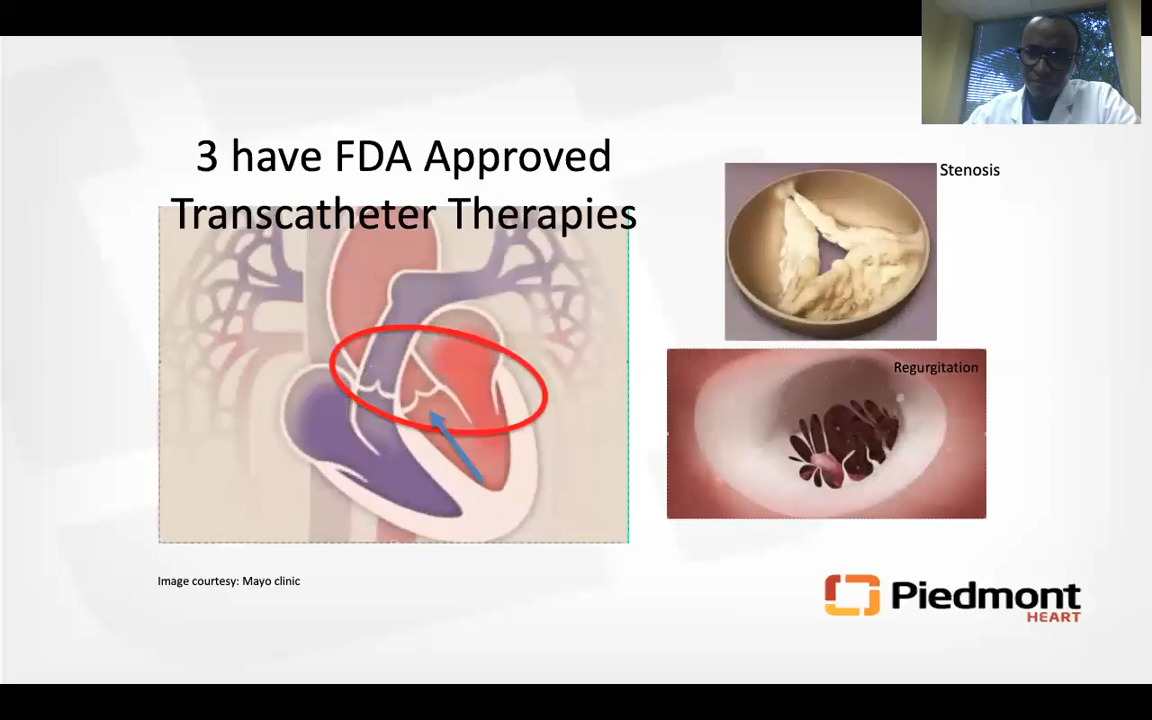 3 have FDA Approved
Transcatheter Therapies
Stenosis
Regurgitation
Image courtesy: Mayo clinic
Piedmont
HEART